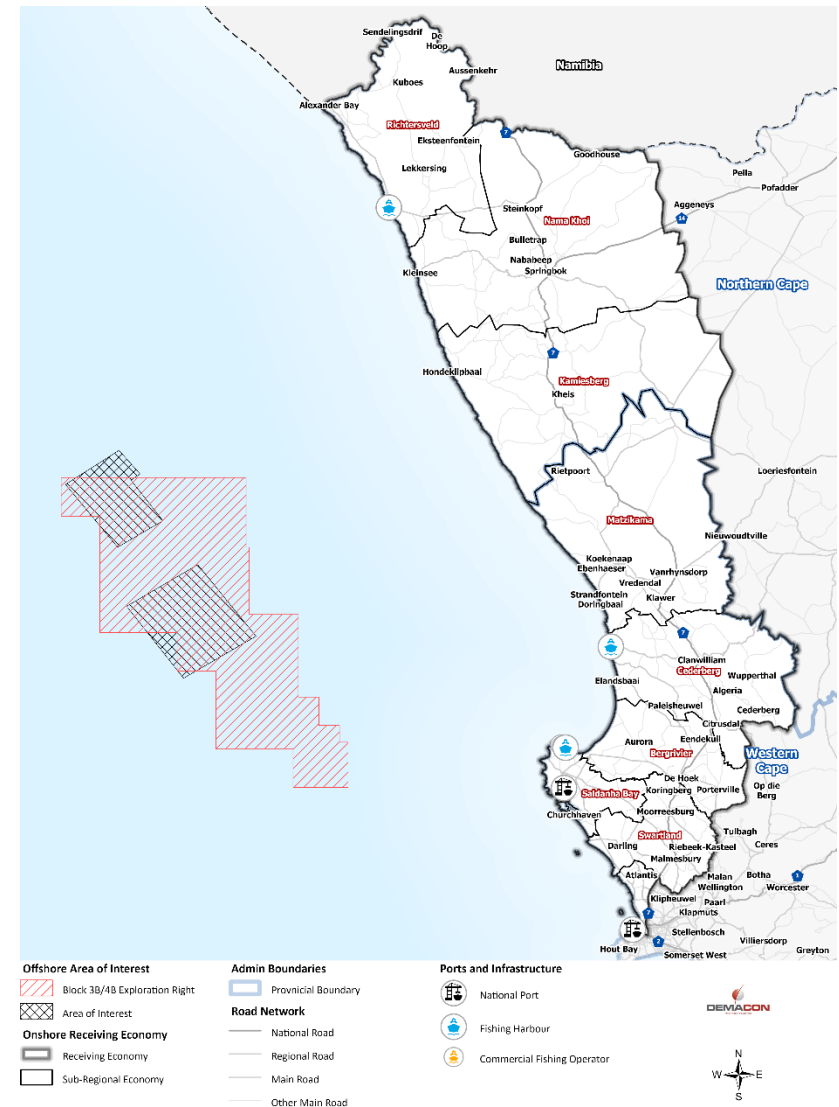 Sendelingsdrif
De
Hoop
Aussenkehr
Namibia
Kuboes
Alexander Bay
Richtersveld
7
Eksteenfontein
Goodhouse
Lekkersing
Pella
Pofadder
Aggeneys
14
Steinkopf
Nama Khoi
Bulletrap
Nababeep
Springbok
Kleinsee
Northern Cape
7
Hondeklipbaai
Kamiesberg
Kheis
Rietpoort
Loeriesfontein
Matzikama
Nieuwoudtville
Koekenaap
Ebenhaeser
Vanrhynsdorp
Vredendal
Strandfontein
Doringbaai
Klawer
7
Clanwilliam
Cederberg
Wupperthal
Elandsbaai
Algeria
Paleisheuwel
Cederberg
Citrusdal
Aurora
Eendekuil
Bergrivier
Western
Cape
De Hoek
Saldanha Bay
Koringberg
Porterville
Op die
Berg
Churchhaven
Moorreesburg
Swartland
Tulbagh
Darling
Riebeek-Kasteel
Ceres
Malmesbury
Atlantis
Malan
Botha
1
Wellington
Worcester
Klipheuwel
Paarl
7
Klapmuts
Stellenbosch
Hout Bay
2
Villiersdorp
Somerset West
Greyton
Offshore Area of Interest
Block 3B/4B Exploration Right
Area of Interest
Onshore Receiving Economy
Receiving Economy
Sub-Regional Economy
Admin Boundaries
Provnicial Boundary
Road Network
National Road
Regional Road
Main Road
Other Main Road
Ports and Infrastructure
National Port
Fishing Harbour
Commercial Fishing Operator
DEMACON
N
W E
S